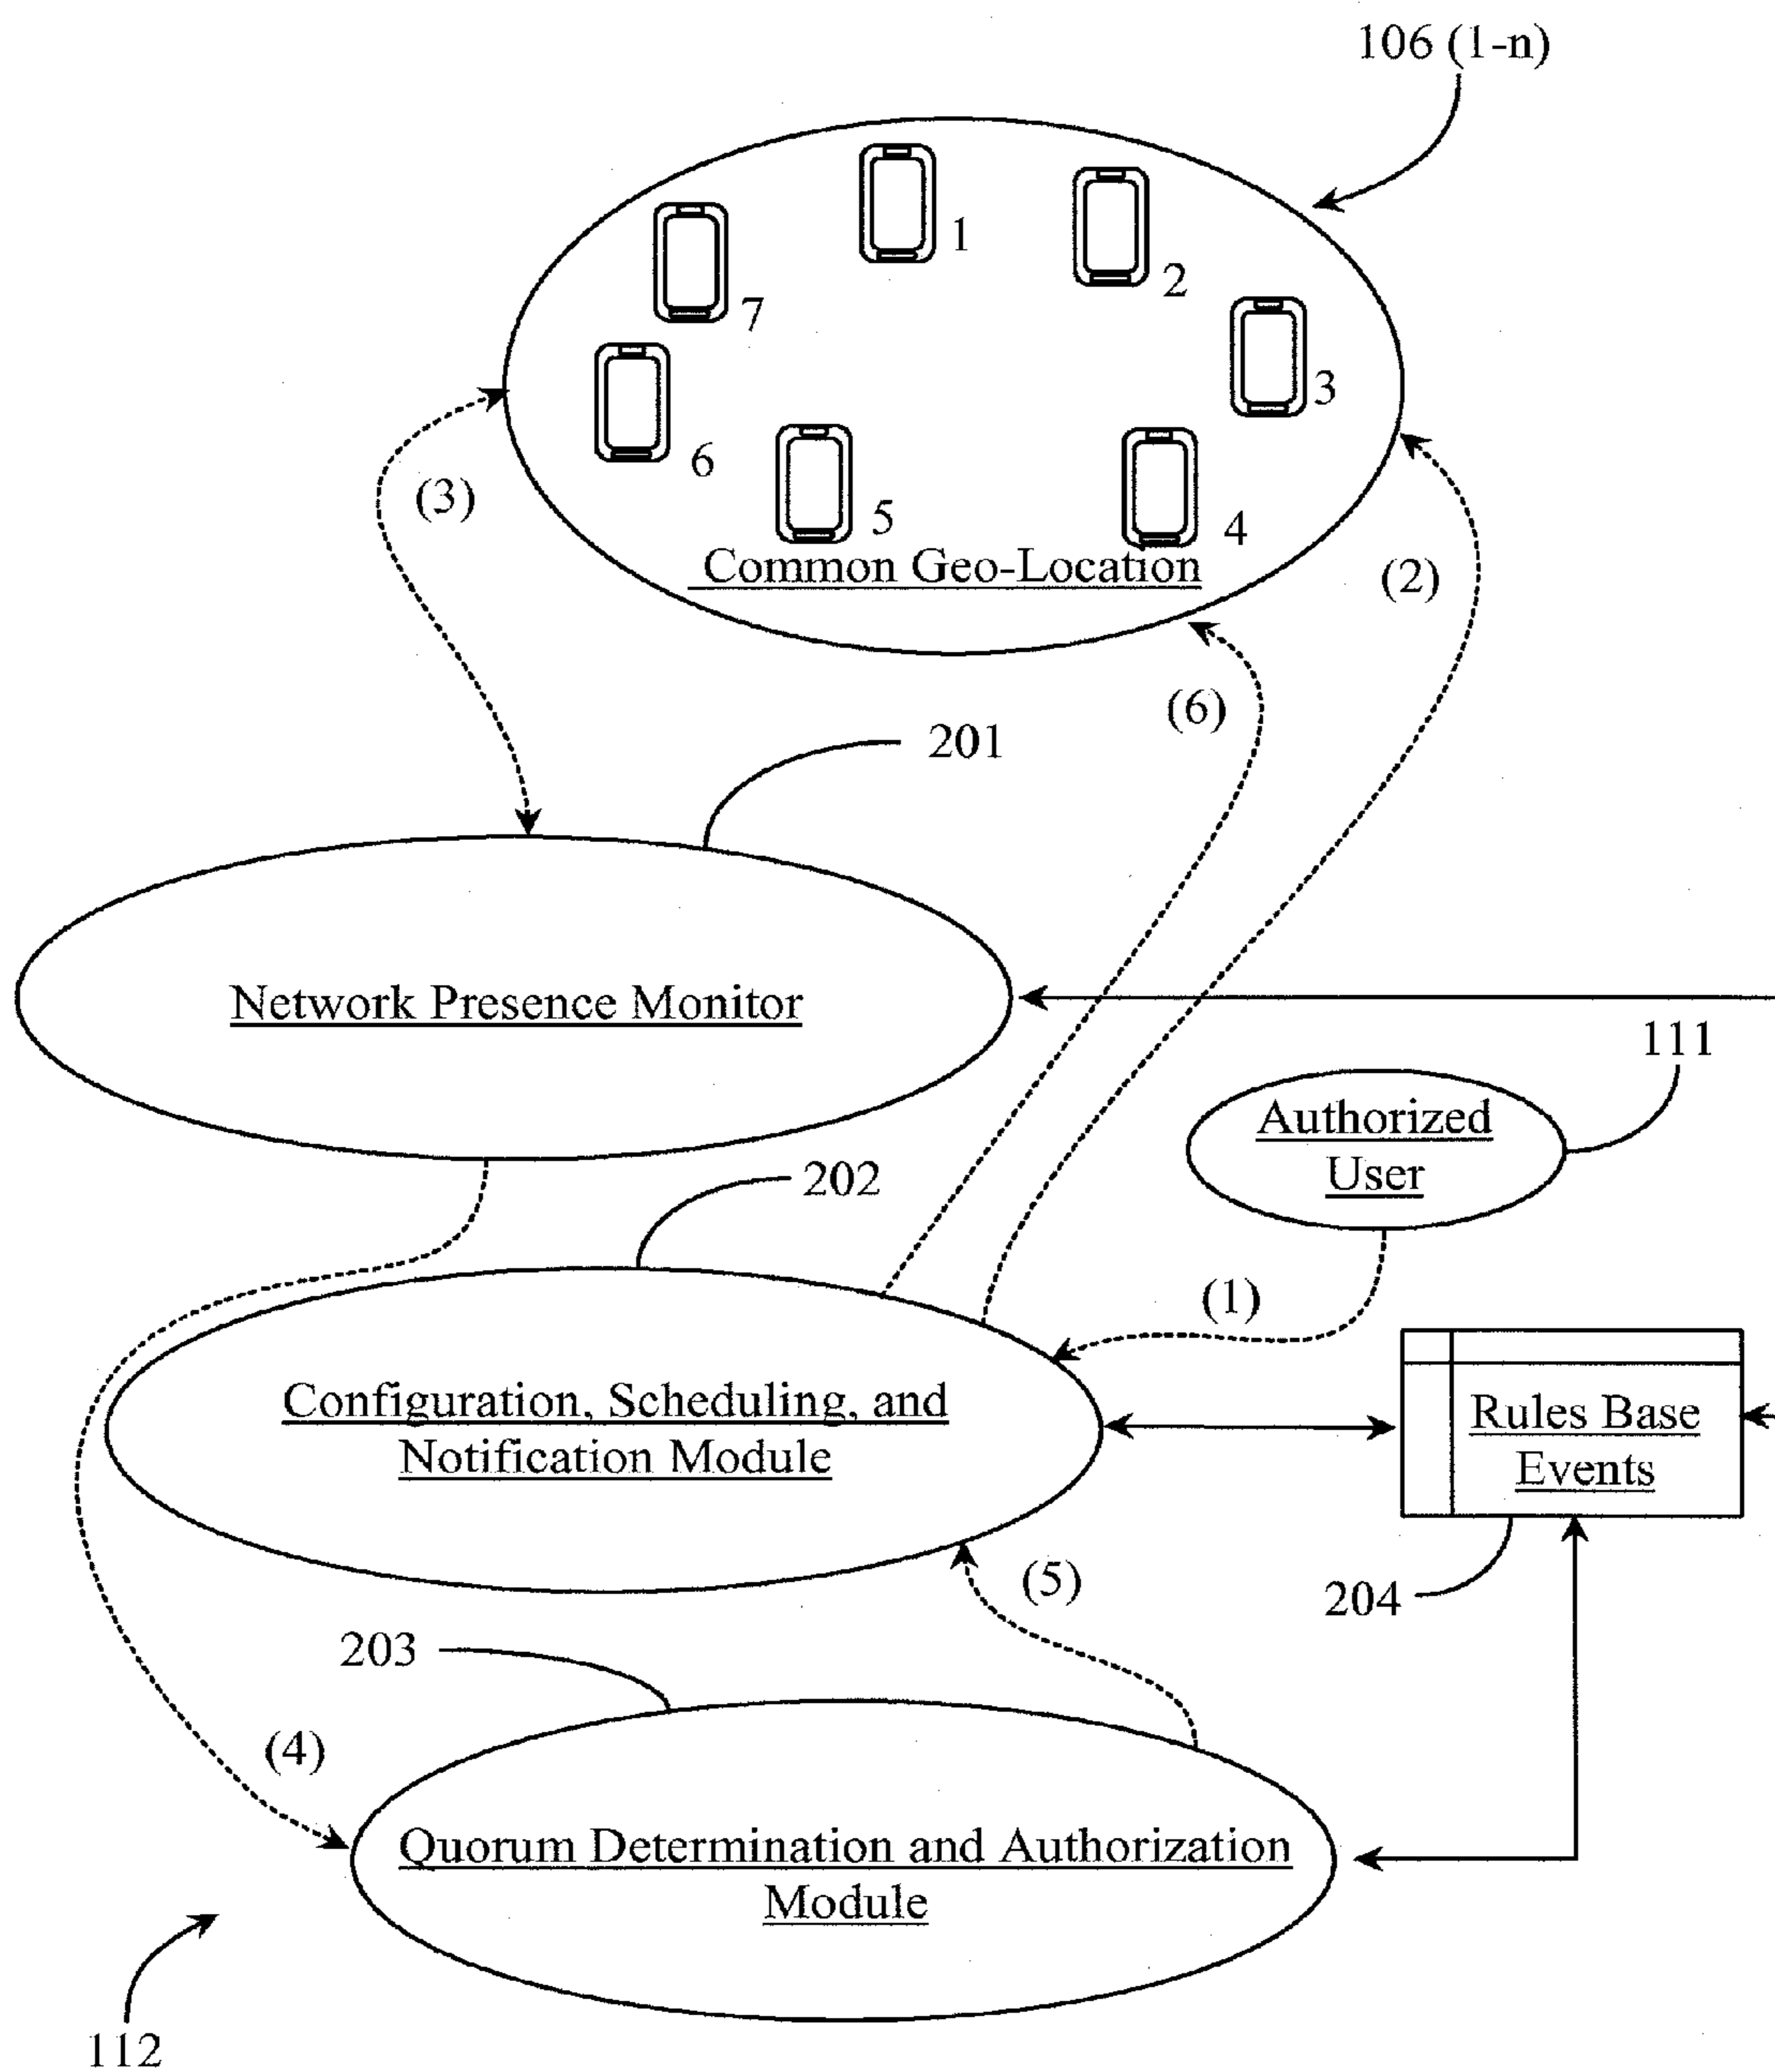 106 (1-n)
1
2
7
3
6
5
4
(3)
Common Geo-Location
(2)
(6)
201
Network Presence Monitor
111
Authorized
User
202
(1)
Configuration, Scheduling, and
Notification Module
Rules Base
Events
(5)
204
203
(4)
Quorum Determination and Authorization
Module
112